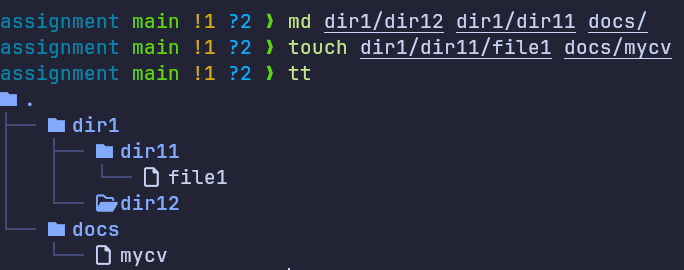 assignment main !1 ?2 ❯ md dir1/dir12 dir1/dir11 docs/
assignment main !1 ?2 ❯ touch dir1/dir11/file1 docs/mycv
assignment main !1 ?2 ❯ tt
.
dir1
dir11
file1
dir12
docs
mycv